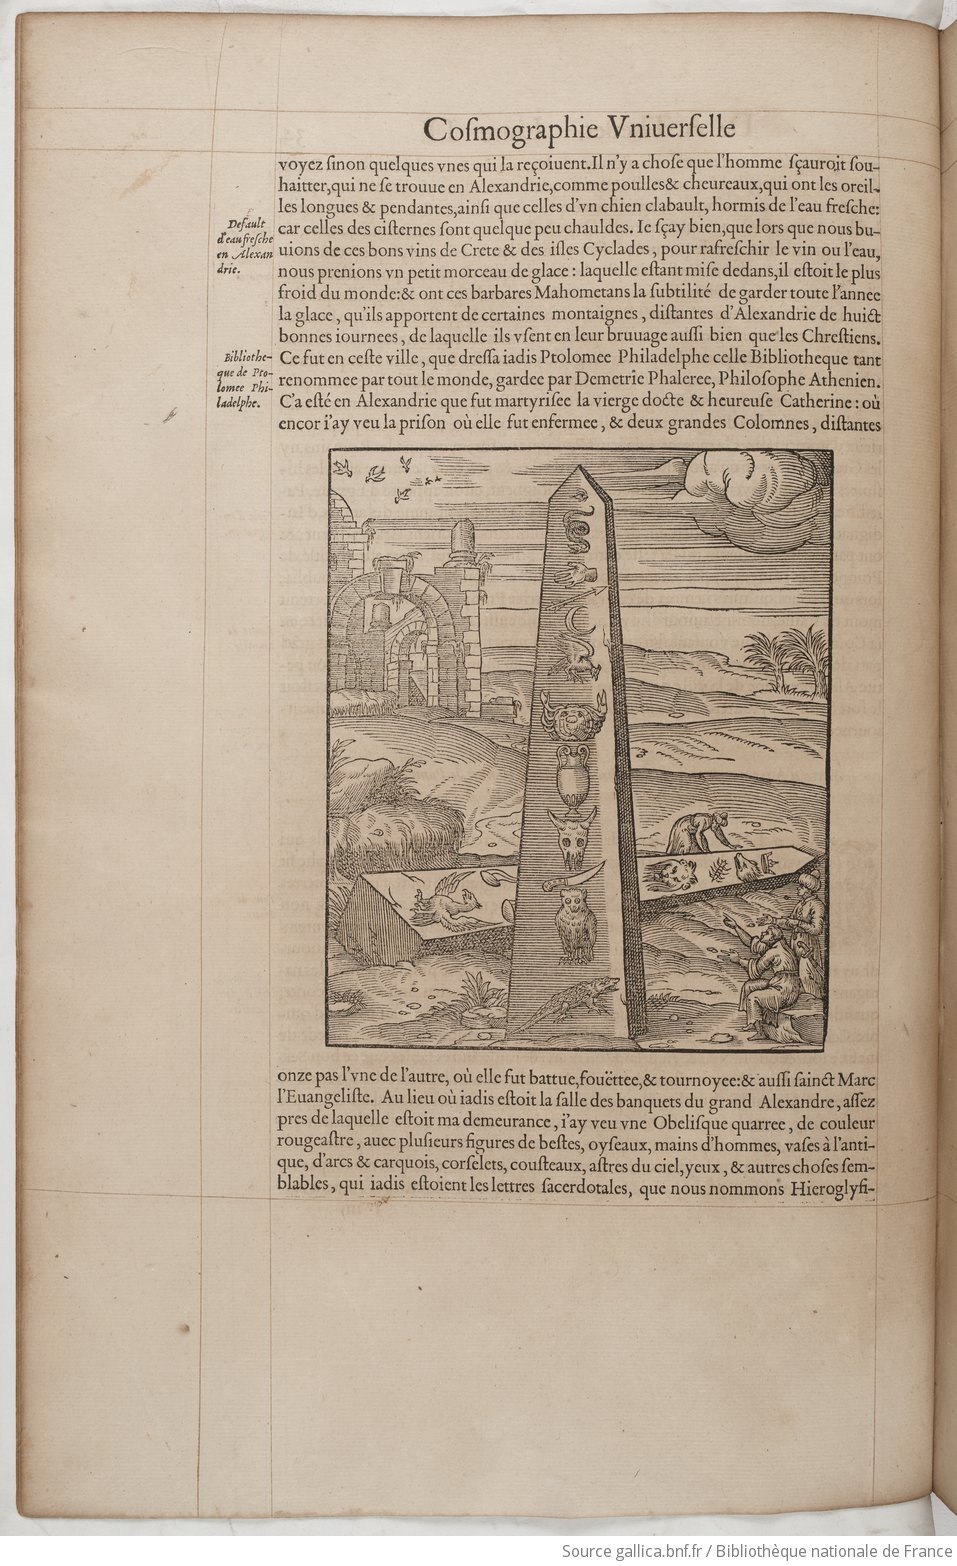 Coſmographie Vniuerſelle
voyez ſinon quelques vnes qui la reçoiuent. Il n'y a choſe que l'homme ſçauroit ſou-
haitter, qui ne ſe trouue en Alexandrie, comme poulles & cheureaux, qui ont les oreil-
les longues & pendantes, ainſi que celles d'vn chien clabault, hormis de l'eau freſche:
car celles des ciſternes ſont quelque peu chauldes. Ie ſçay bien, que lors que nous bu-
uions de ces bons vins de Crete & des iſles Cyclades, pour rafreſchir le vin ou l'eau,
nous prenions vn petit morceau de glace: laquelle eſtant miſe dedans, il eſtoit le plus
froid du monde: & ont ces barbares Mahometans la ſubtilité de garder toute l'annee
la glace, qu'ils apportent de certaines montaignes, diſtantes d'Alexandrie de huict
bonnes iournees, de laquelle ils vſent en leur bruuage auſſi bien que les Chreſtiens.
Ce fut en ceſte ville, que dreſſa iadis Ptolomee Philadelphe celle Bibliotheque tant
renommee par tout le monde, gardee par Demetrie Phaleree, Philoſophe Athenien.
C'a eſté en Alexandrie que fut martyriſee la vierge docte & heureuſe Catherine: où
encor i'ay veu la priſon où elle fut enfermee, & deux grandes Colomnes, diſtantes
Default
d'eau freſche
en Alexan
drie.
Bibliothe-
que de Pto-
lomee Phi-
ladelphe.
onze pas l'vne de l'autre, où elle fut battue, fouëttee, & tournoyee: & auſſi ſainct Marc
l'Euangeliſte. Au lieu où iadis eſtoit la ſalle des banquets du grand Alexandre, aſſez
pres de laquelle eſtoit ma demeurance, i'ay veu vne Obeliſque quarree, de couleur
rougeaſtre, auec pluſieurs figures de beſtes, oyſeaux, mains d'hommes, vaſes à l'anti-
que, d'arcs & carquois, corſelets, couſteaux, aſtres du ciel, yeux, & autres choſes ſem-
blables, qui iadis eſtoient les lettres ſacerdotales, que nous nommons Hieroglyfi-
Source gallica.bnf.fr / Bibliothèque nationale de France